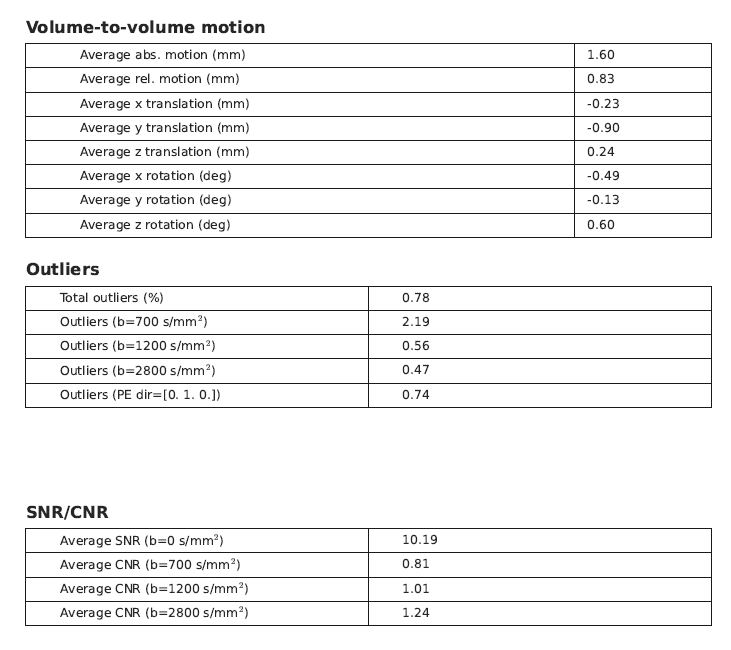 Volume-to-volume motion
Average abs. motion (mm) 1.60
Average rel. motion (mm) 0.83
Average x translation (mm) -0.23
Average y translation (mm) -0.90
Average z translation (mm) 0.24
Average x rotation (deg) -0.49
Average y rotation (deg) -0.13
Average z rotation (deg) 0.60
Outliers
Total outliers (%) 0.78
Outliers (b=700 s/mm²) 2.19
Outliers (b=1200 s/mm²) 0.56
Outliers (b=2800 s/mm²) 0.47
Outliers (PE dir=[0. 1. 0.]) 0.74
SNR/CNR
Average SNR (b=0 s/mm²) 10.19
Average CNR (b=700 s/mm²) 0.81
Average CNR (b=1200 s/mm²) 1.01
Average CNR (b=2800 s/mm²) 1.24